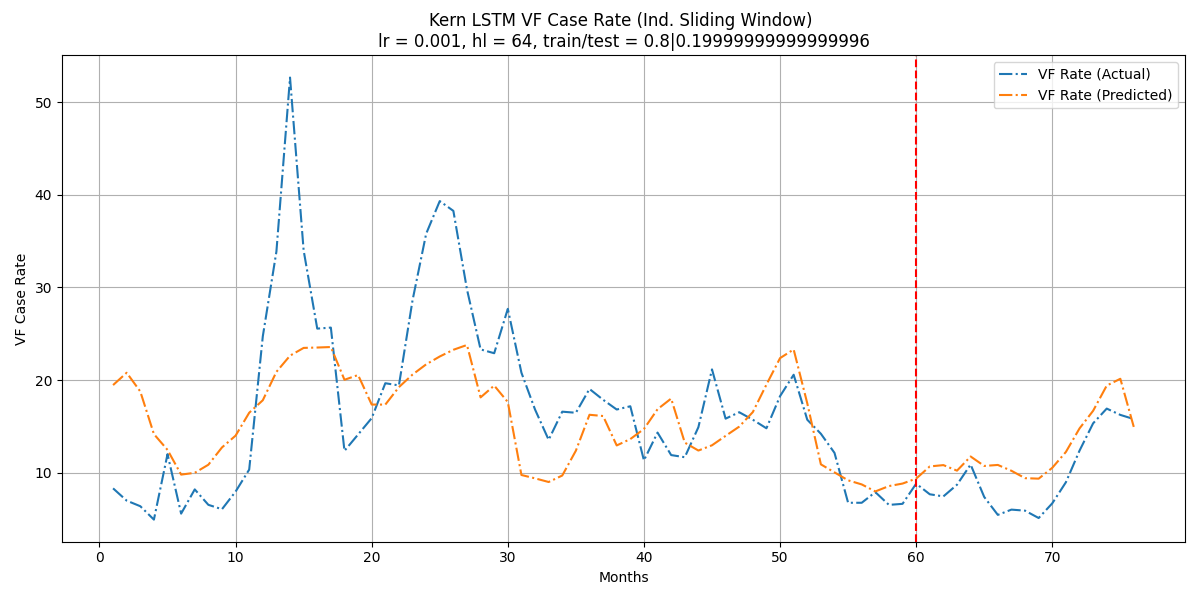 Kern LSTM VF Case Rate (Ind. Sliding Window)
lr = 0.001, hl = 64, train/test = 0.8|0.19999999999999996
VF Rate (Actual)
VF Rate (Predicted)
VF Case Rate
50
40
30
20
10
0 10 20 30 40 50 60 70
Months